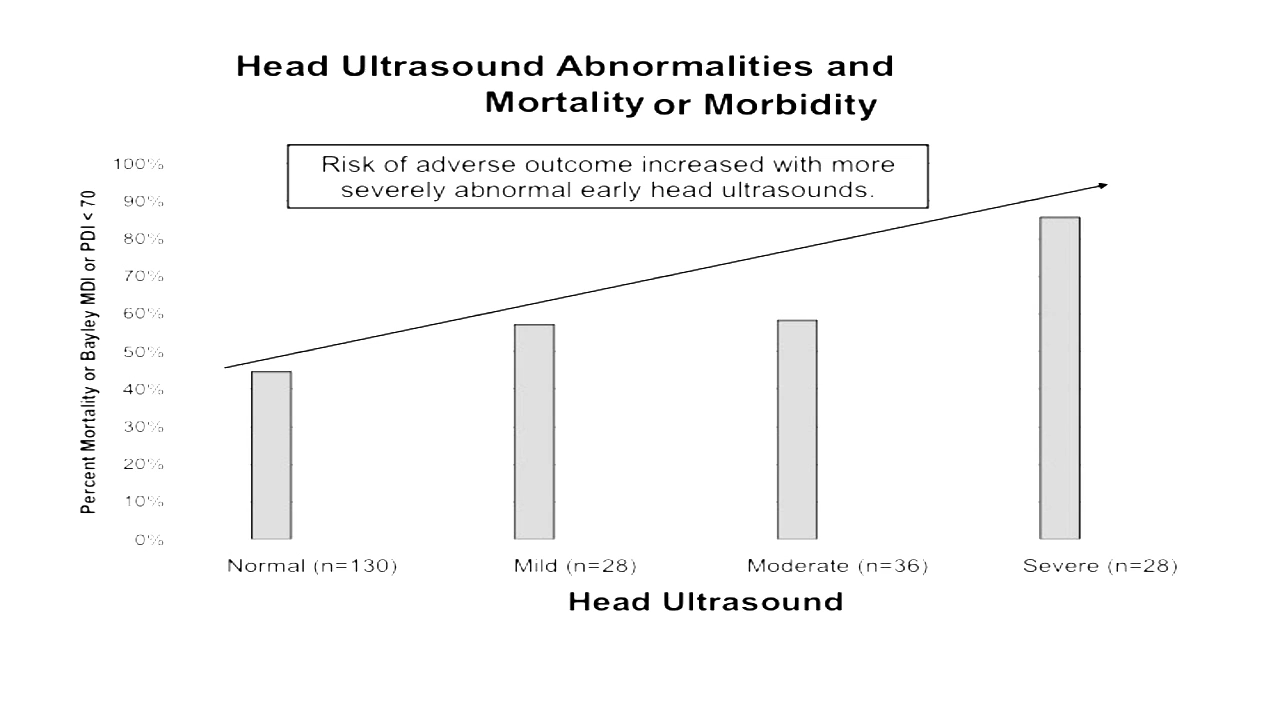 Head Ultrasound Abnormalities and
Mortality or Morbidity
Risk of adverse outcome increased with more
severely abnormal early head ultrasounds.
Percent Mortality or Bayley MDI or PDI < 70
100%
90%
80%
70%
60%
50%
40%
30%
20%
10%
0%
Normal (n=130)
Mild (n=28)
Moderate (n=36)
Severe (n=28)
Head Ultrasound